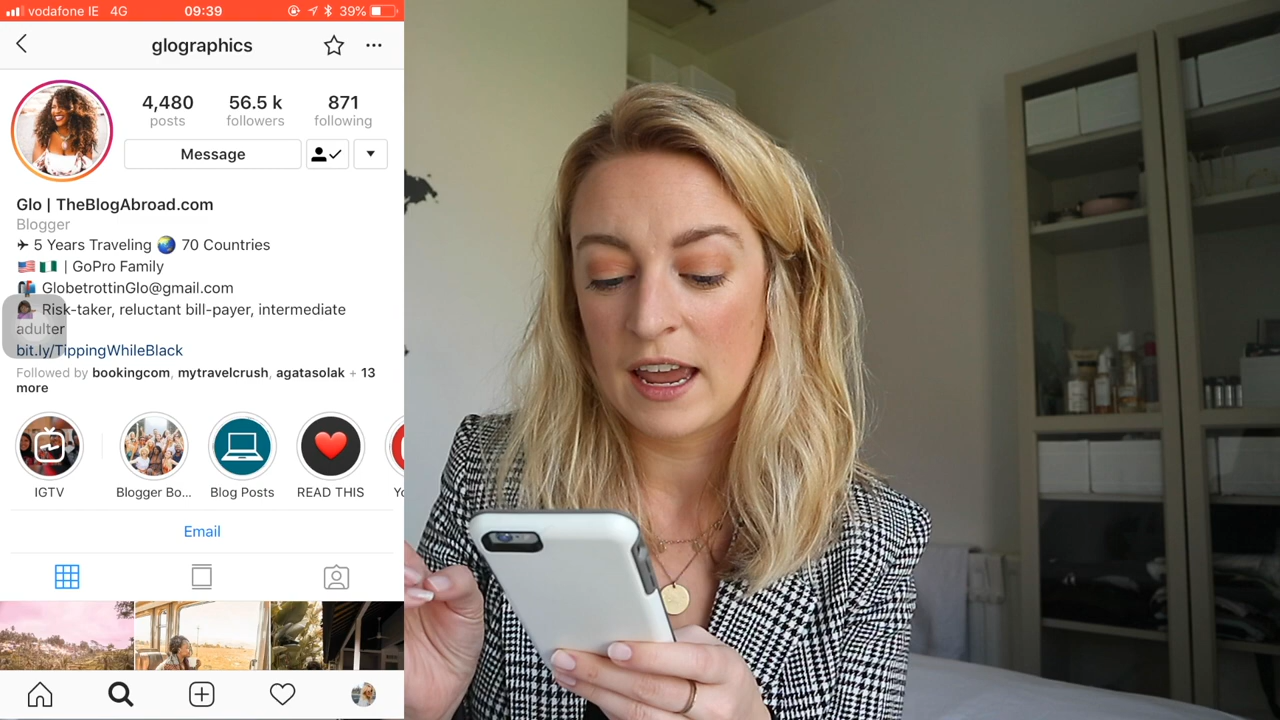 vodafone IE 4G 09:39 39%
glographics
4,480 56.5 k 871
posts followers following
Message
Glo | TheBlogAbroad.com
Blogger
5 Years Traveling 70 Countries
| GoPro Family
GlobetrottinGlo@gmail.com
Risk-taker, reluctant bill-payer, intermediate
adulter
bit.ly/TippingWhileBlack
Followed by bookingcom, mytravelcrush, agatasolak + 13
more
IGTV Blogger Bo... Blog Posts READ THIS Yo
Email